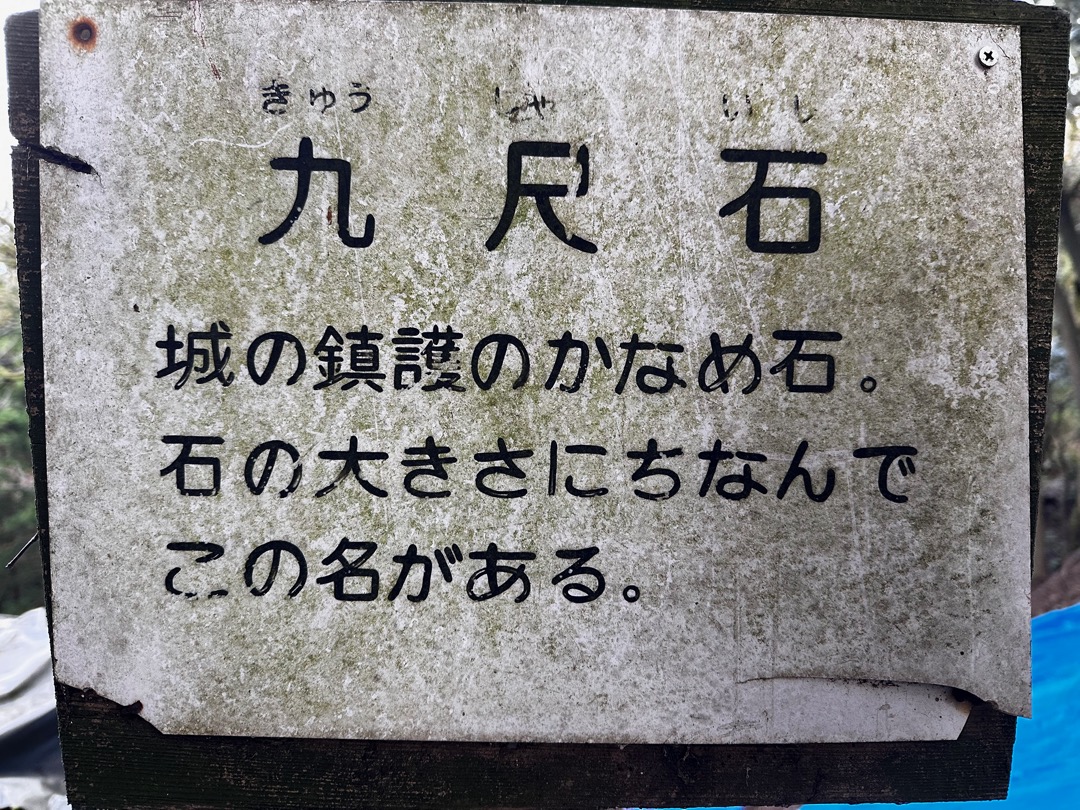 きゅう しゃ いし
九尺石
城の鎮護のかなめ石。
石の大きさにちなんで
この名がある。